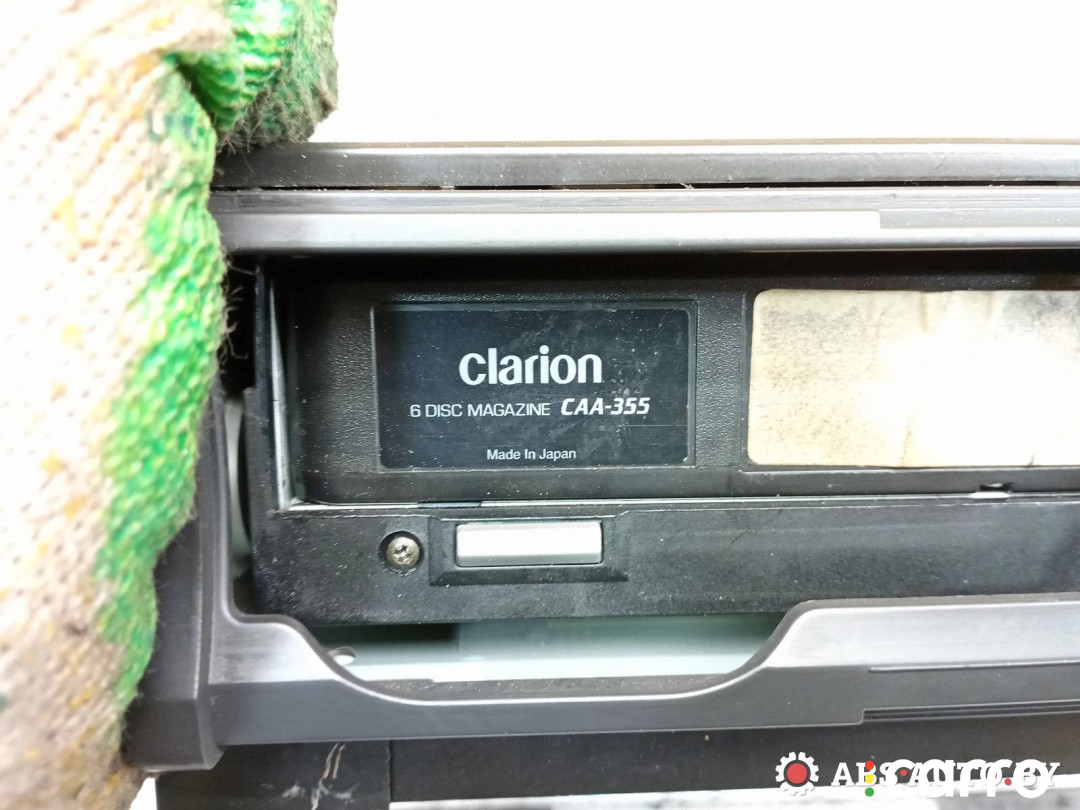 clarion
6 DISC MAGAZINE CAA-355
Made In Japan